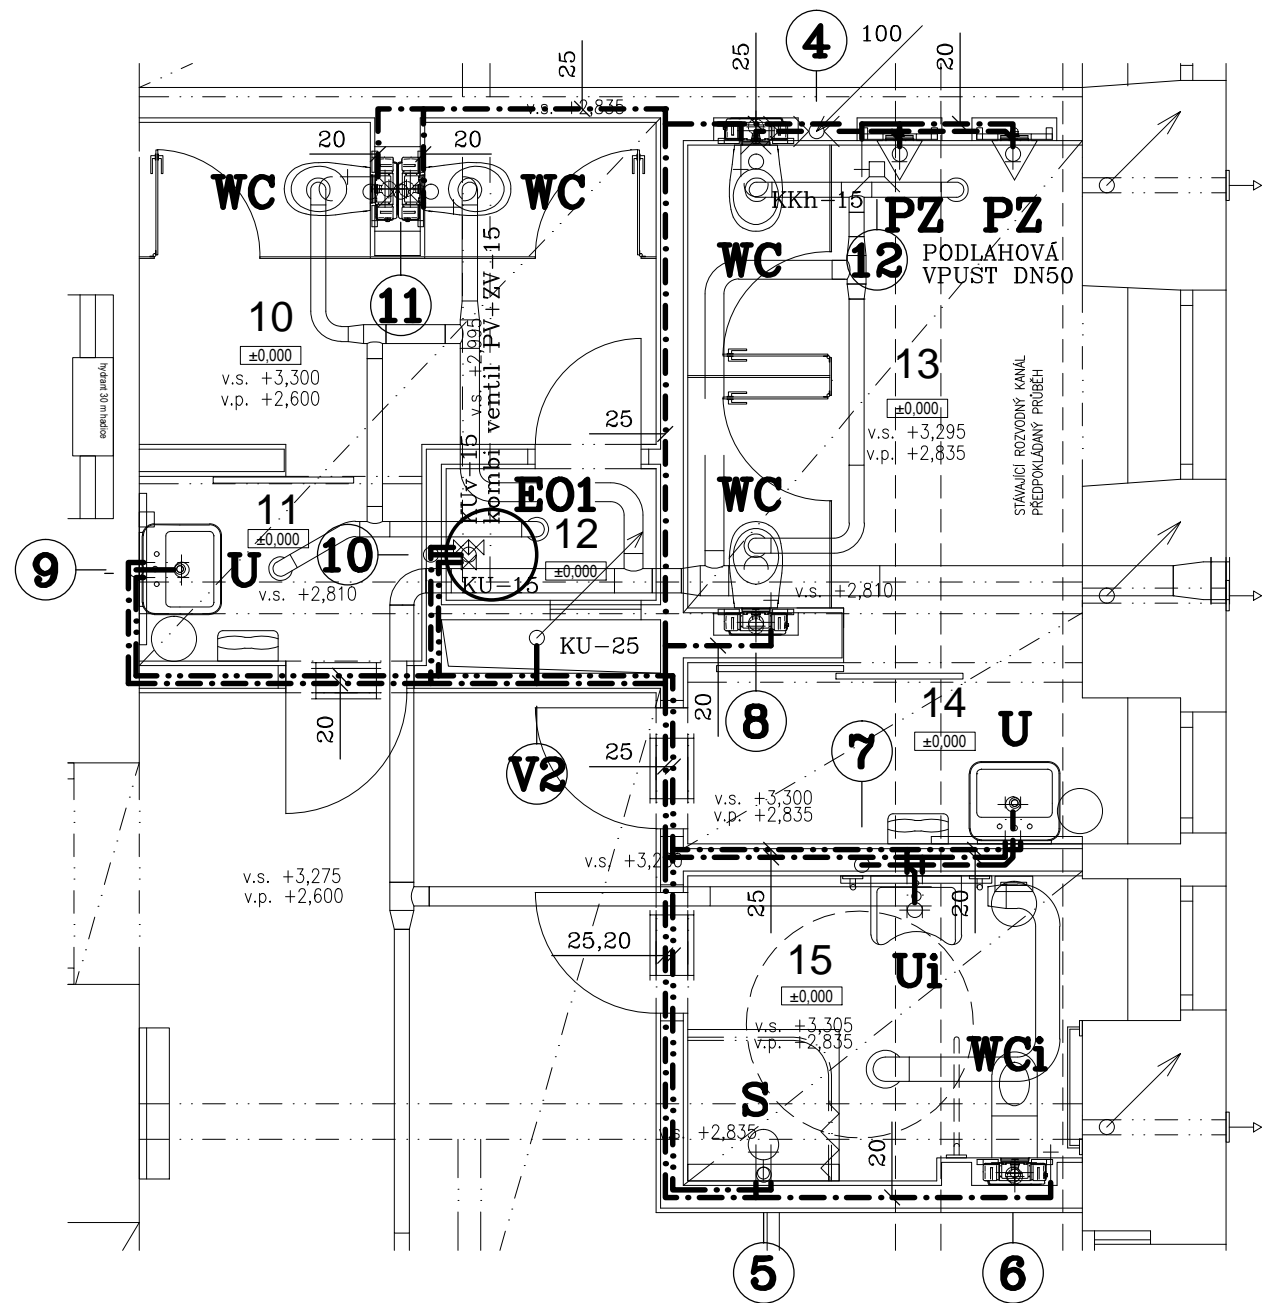 4
100
25
25
20
v.s. +2,835
20
20
WC
WC
KKh-15
PZ
PZ
WC
12
PODLAHOVÁ
VPUST DN50
11
10
±0,000
v.s. +3,300
v.p. +2,600
hydrant 30 m hadice
v.s. +2,995
KUv-15
kombi ventil PV+ZV-15
13
±0,000
v.s. +3,295
v.p. +2,835
STÁVAJÍCÍ ROZVODNÝ KANÁL
PŘEDPOKLÁDANÝ PRŮBĚH
25
EO1
WC
11
±0,000
10
12
±0,000
9
U
v.s. +2,810
KU-15
v.s. +2,810
KU-25
20
20
8
14
±0,000
U
7
V2
25
v.s. +3,300
v.p. +2,835
v.s. +3,275
v.p. +2,600
25
20
25,20
15
±0,000
Ui
v.s. +3,305
v.p. +2,835
WCi
S
v.s. +2,835
20
5
6